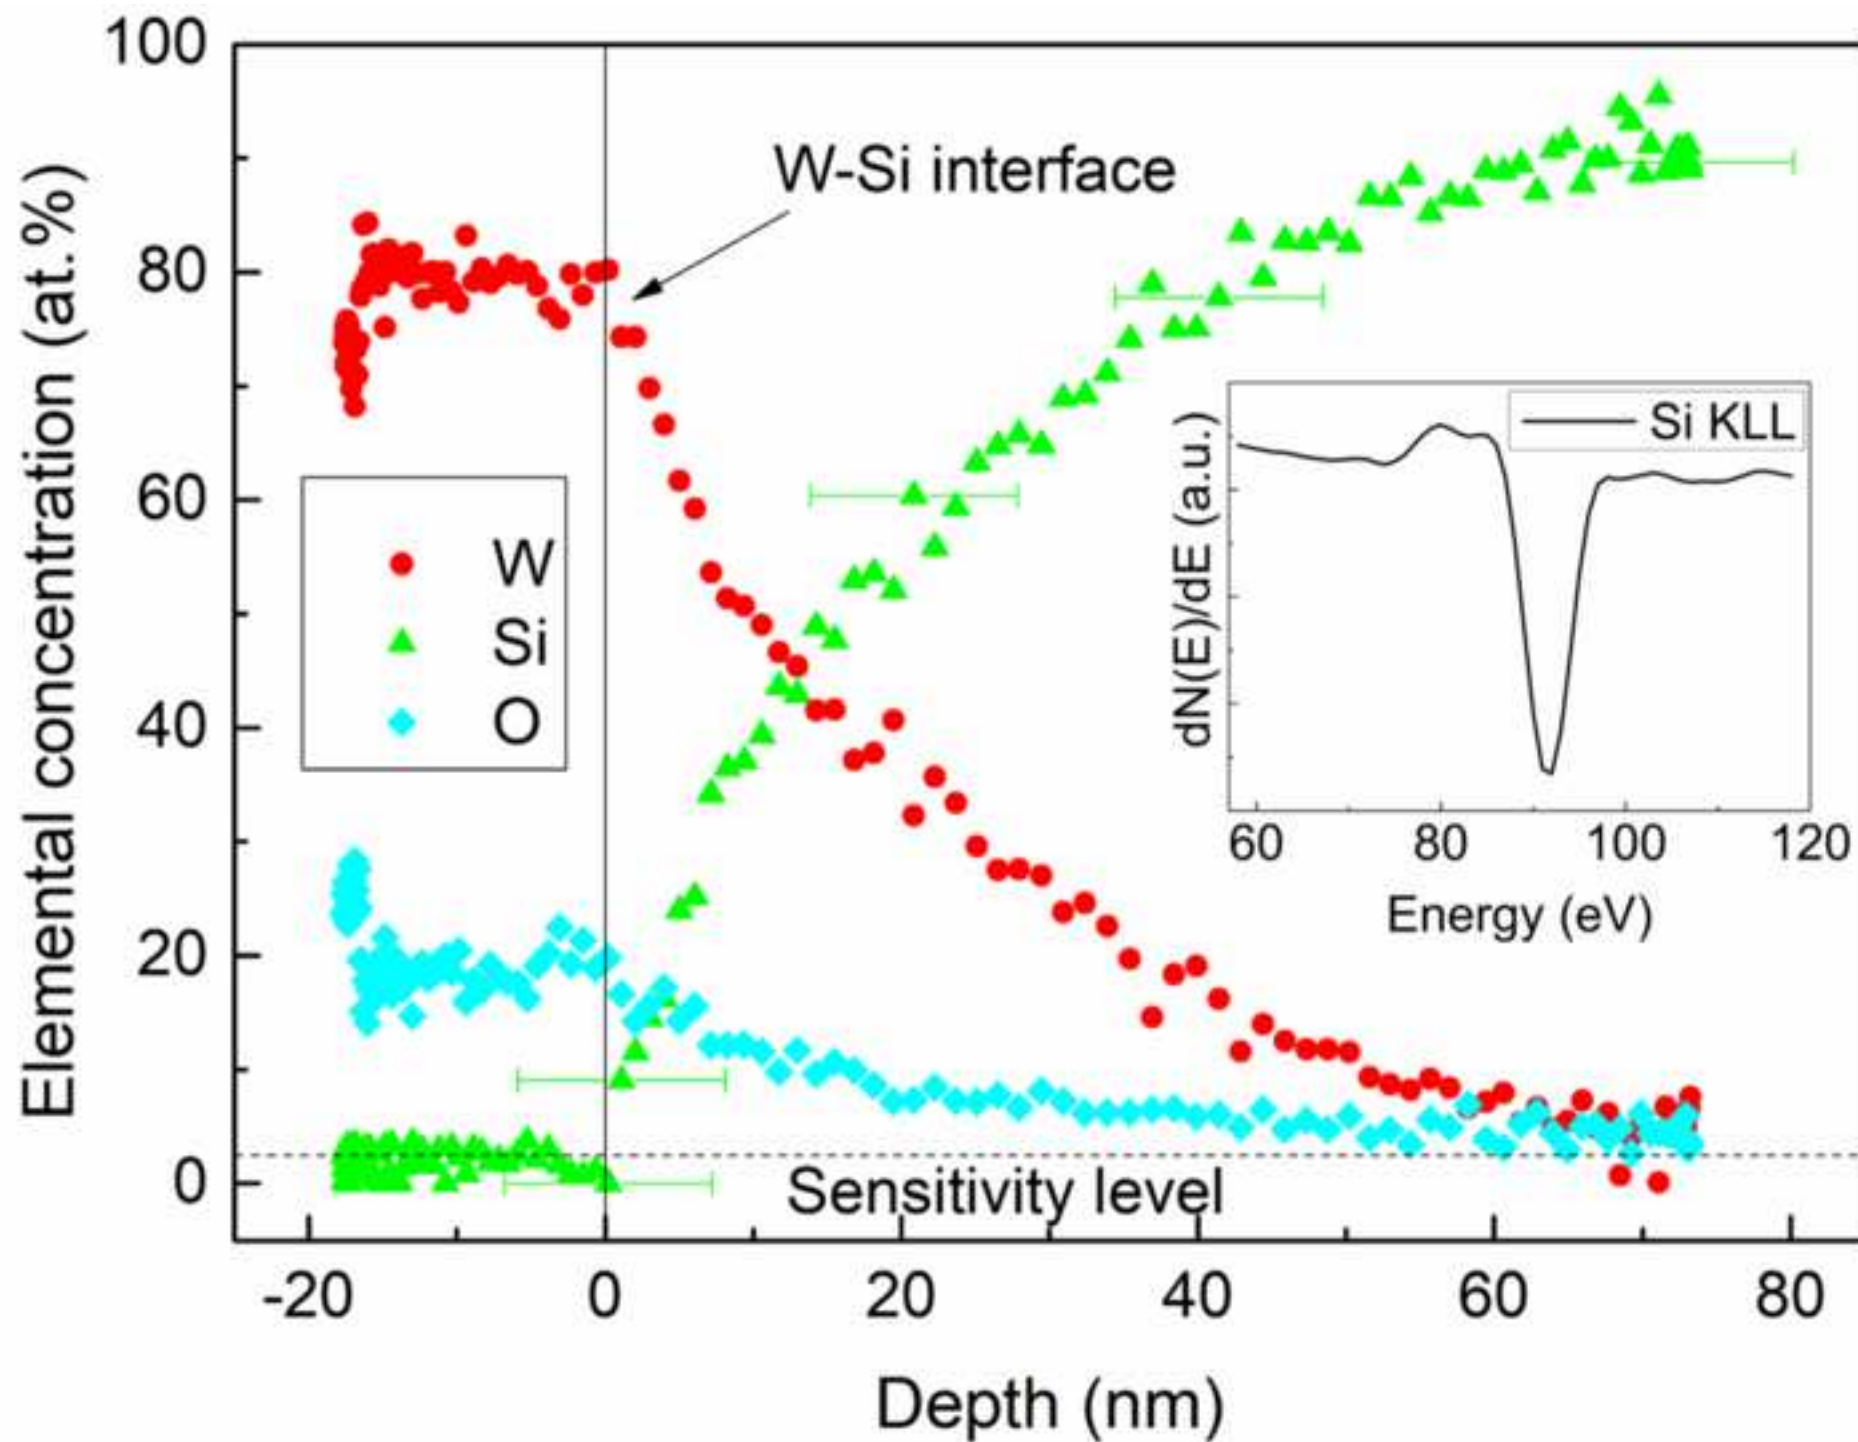 Elemental concentration (at.%)
100
80
60
40
20
0
W-Si interface
W
Si
O
Si KLL
dN(E)/dE (a.u.)
60 80 100 120
Energy (eV)
Sensitivity level
-20 0 20 40 60 80
Depth (nm)